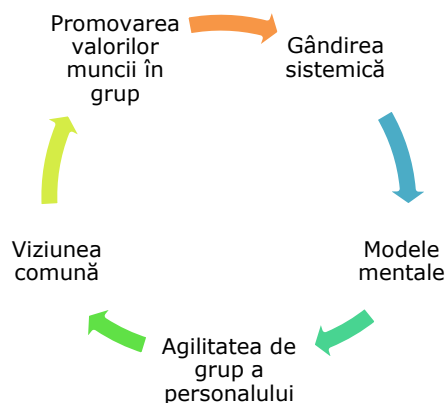 Promovarea
valorilor
muncii în
grup
Gândirea
sistemică
Modele
mentale
Agilitatea de
grup a
personalului
Viziunea
comună